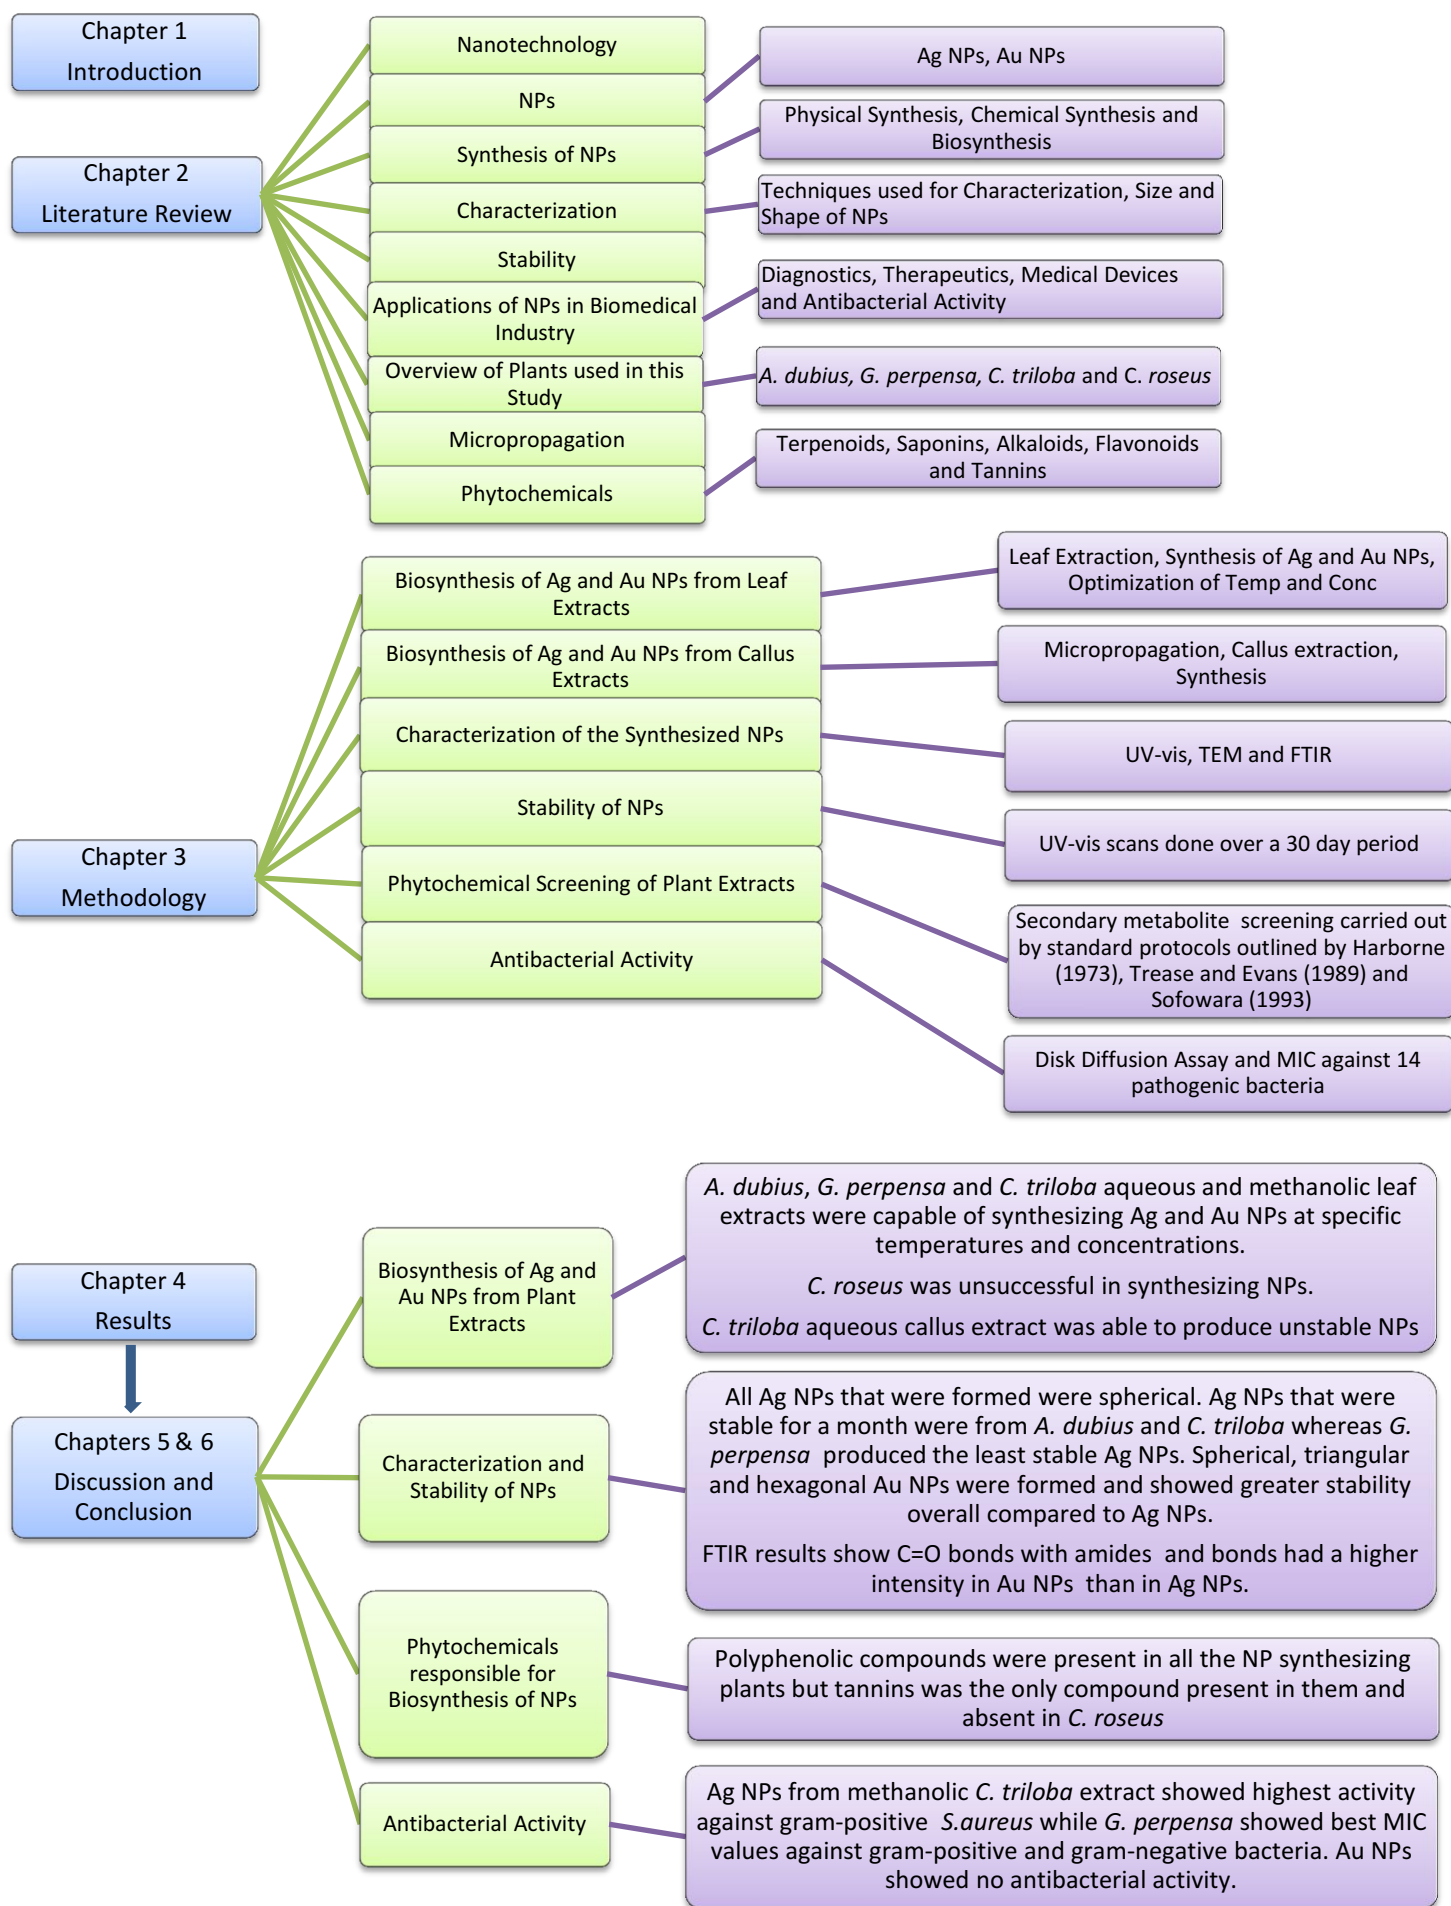 Chapter 1
Introduction
Chapter 2
Literature Review
Nanotechnology
NPs
Ag NPs, Au NPs
Synthesis of NPs
Physical Synthesis, Chemical Synthesis and
Biosynthesis
Characterization
Techniques used for Characterization, Size and
Shape of NPs
Stability
Applications of NPs in Biomedical
Industry
Diagnostics, Therapeutics, Medical Devices
and Antibacterial Activity
Overview of Plants used in this
Study
A. dubius, G. perpensa, C. triloba and C. roseus
Micropropagation
Phytochemicals
Terpenoids, Saponins, Alkaloids, Flavonoids
and Tannins
Chapter 3
Methodology
Biosynthesis of Ag and Au NPs from Leaf
Extracts
Leaf Extraction, Synthesis of Ag and Au NPs,
Optimization of Temp and Conc
Biosynthesis of Ag and Au NPs from Callus
Extracts
Micropropagation, Callus extraction,
Synthesis
Characterization of the Synthesized NPs
UV-vis, TEM and FTIR
Stability of NPs
UV-vis scans done over a 30 day period
Phytochemical Screening of Plant Extracts
Secondary metabolite screening carried out
by standard protocols outlined by Harborne
(1973), Trease and Evans (1989) and
Sofowara (1993)
Antibacterial Activity
Disk Diffusion Assay and MIC against 14
pathogenic bacteria
Chapter 4
Results
Chapters 5 & 6
Discussion and
Conclusion
Biosynthesis of Ag and
Au NPs from Plant
Extracts
A. dubius, G. perpensa and C. triloba aqueous and methanolic leaf
extracts were capable of synthesizing Ag and Au NPs at specific
temperatures and concentrations.
C. roseus was unsuccessful in synthesizing NPs.
C. triloba aqueous callus extract was able to produce unstable NPs
Characterization and
Stability of NPs
All Ag NPs that were formed were spherical. Ag NPs that were
stable for a month were from A. dubius and C. triloba whereas G.
perpensa produced the least stable Ag NPs. Spherical, triangular
and hexagonal Au NPs were formed and showed greater stability
overall compared to Ag NPs.
FTIR results show C=O bonds with amides and bonds had a higher
intensity in Au NPs than in Ag NPs.
Phytochemicals
responsible for
Biosynthesis of NPs
Polyphenolic compounds were present in all the NP synthesizing
plants but tannins was the only compound present in them and
absent in C. roseus
Antibacterial Activity
Ag NPs from methanolic C. triloba extract showed highest activity
against gram-positive S.aureus while G. perpensa showed best MIC
values against gram-positive and gram-negative bacteria. Au NPs
showed no antibacterial activity.